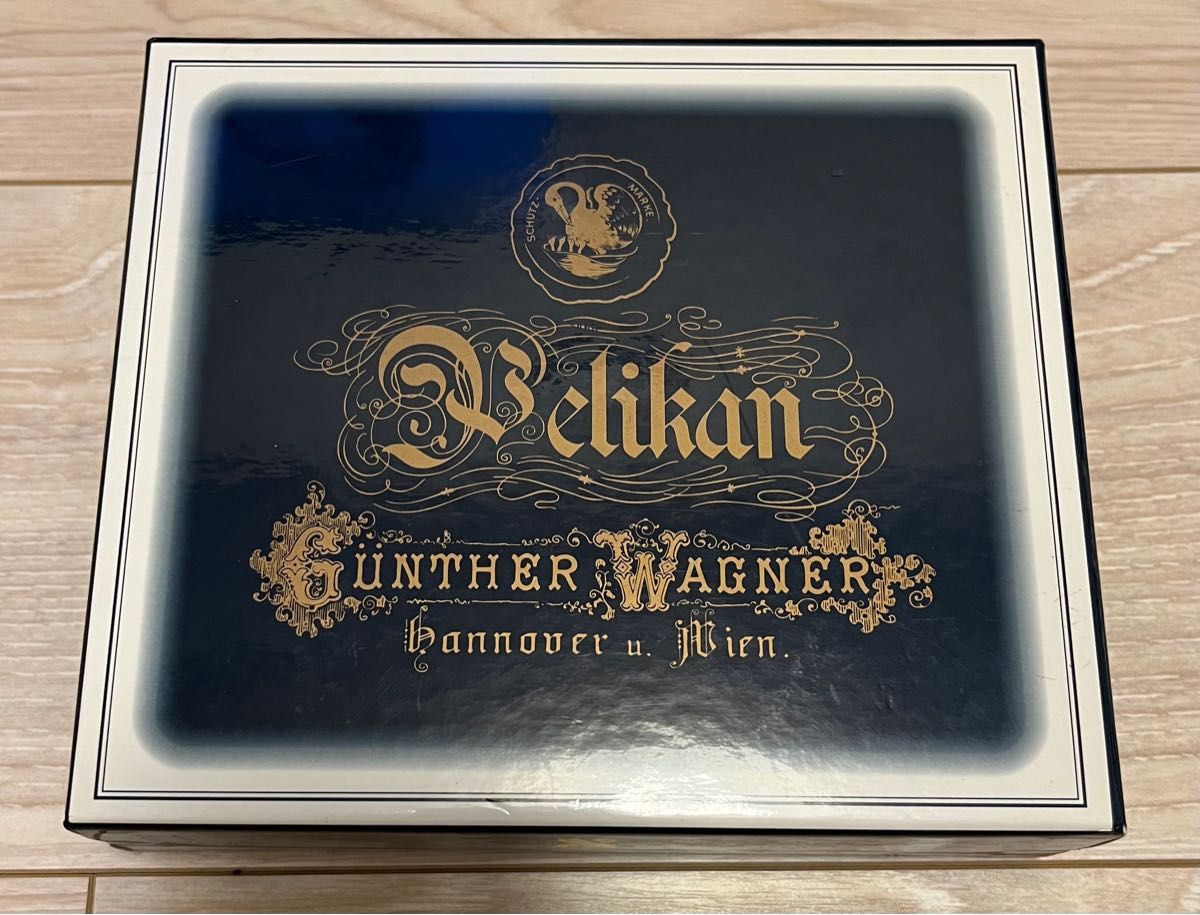 SCHUTZ- MARKE.
Pelikan
GÜNTHER WAGNER
Hannover u. Wien.